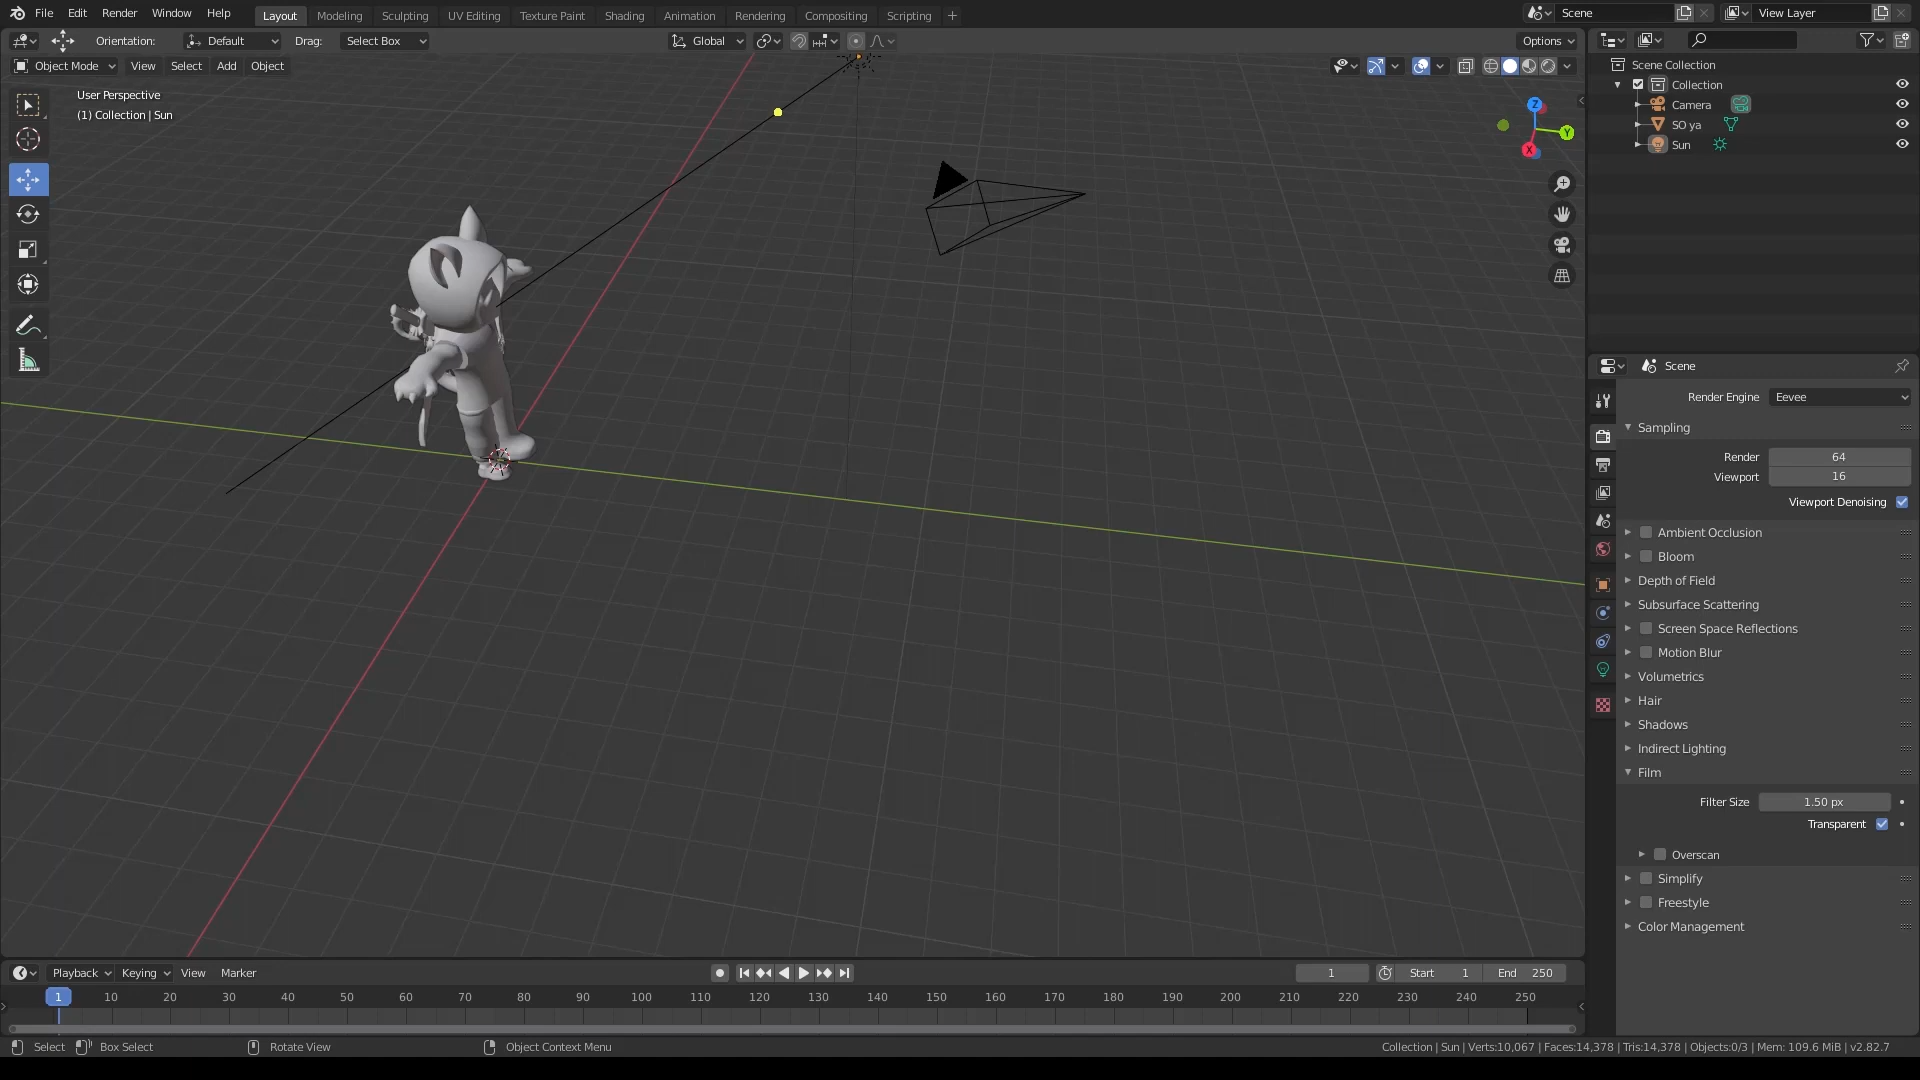 File Edit Render Window Help
Layout Modeling Sculpting UV Editing Texture Paint Shading Animation Rendering Compositing Scripting +
Scene
View Layer
Orientation: Default Drag: Select Box
Global
Options
Object Mode View Select Add Object
User Perspective
(1) Collection | Sun
Z
Y
X
Scene Collection
Collection
Camera
SO ya
Sun
Scene
Render Engine Eevee
Sampling
Render 64
Viewport 16
Viewport Denoising
Ambient Occlusion
Bloom
Depth of Field
Subsurface Scattering
Screen Space Reflections
Motion Blur
Volumetrics
Hair
Shadows
Indirect Lighting
Film
Filter Size 1.50 px
Transparent
Overscan
Simplify
Freestyle
Color Management
Playback Keying View Marker
1 Start 1 End 250
1 10 20 30 40 50 60 70 80 90 100 110 120 130 140 150 160 170 180 190 200 210 220 230 240 250
Select Box Select Rotate View Object Context Menu
Collection | Sun | Verts:10,067 | Faces:14,378 | Tris:14,378 | Objects:0/3 | Mem: 109.6 MiB | v2.82.7